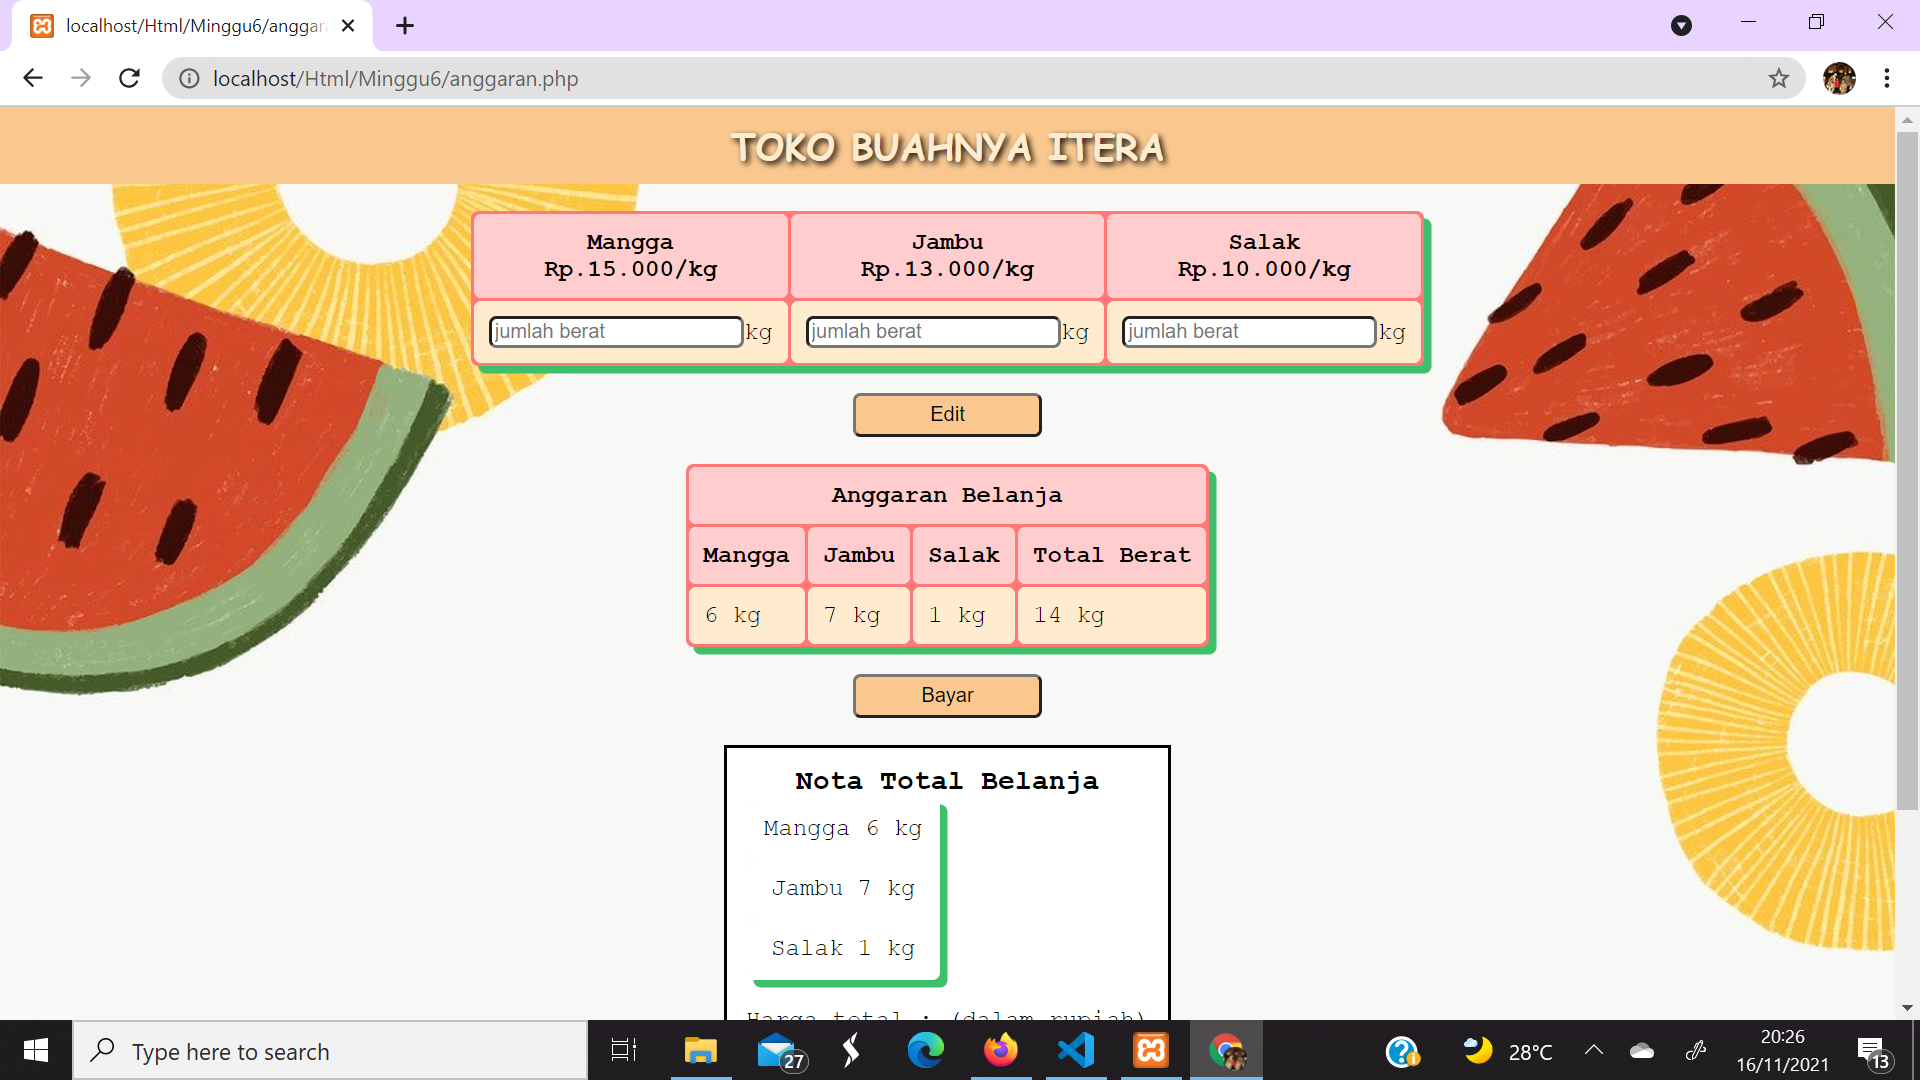 localhost/Html/Minggu6/anggar
localhost/Html/Minggu6/anggaran.php
TOKO BUAHNYA ITERA
Mangga Jambu Salak
Rp.15.000/kg Rp.13.000/kg Rp.10.000/kg
jumlah berat kg jumlah berat kg jumlah berat kg
Edit
Anggaran Belanja
Mangga Jambu Salak Total Berat
6 kg 7 kg 1 kg 14 kg
Bayar
Nota Total Belanja
Mangga 6 kg
Jambu 7 kg
Salak 1 kg
Harga total : (dalam rupiah)
Type here to search
27
28°C
20:26
16/11/2021
13